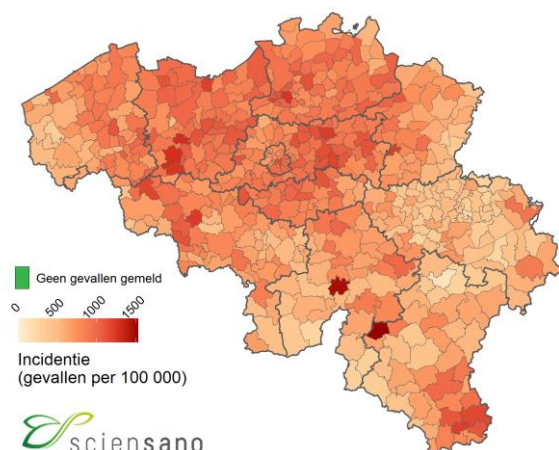 Geen gevallen gemeld
0
500
1000
1500
Incidentie
(gevallen per 100 000)
sciensano